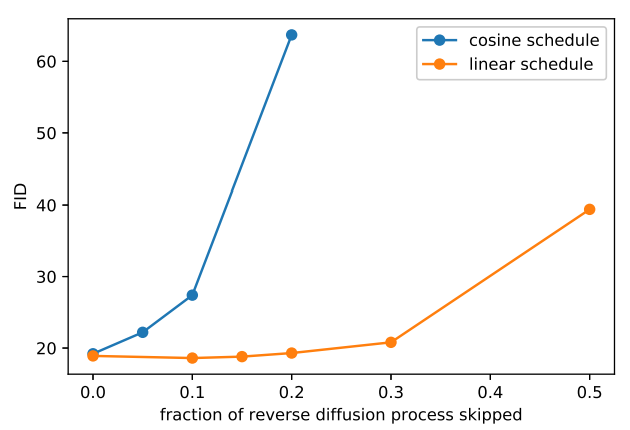 cosine schedule
linear schedule
60
50
40
30
20
FID
0.0 0.1 0.2 0.3 0.4 0.5
fraction of reverse diffusion process skipped